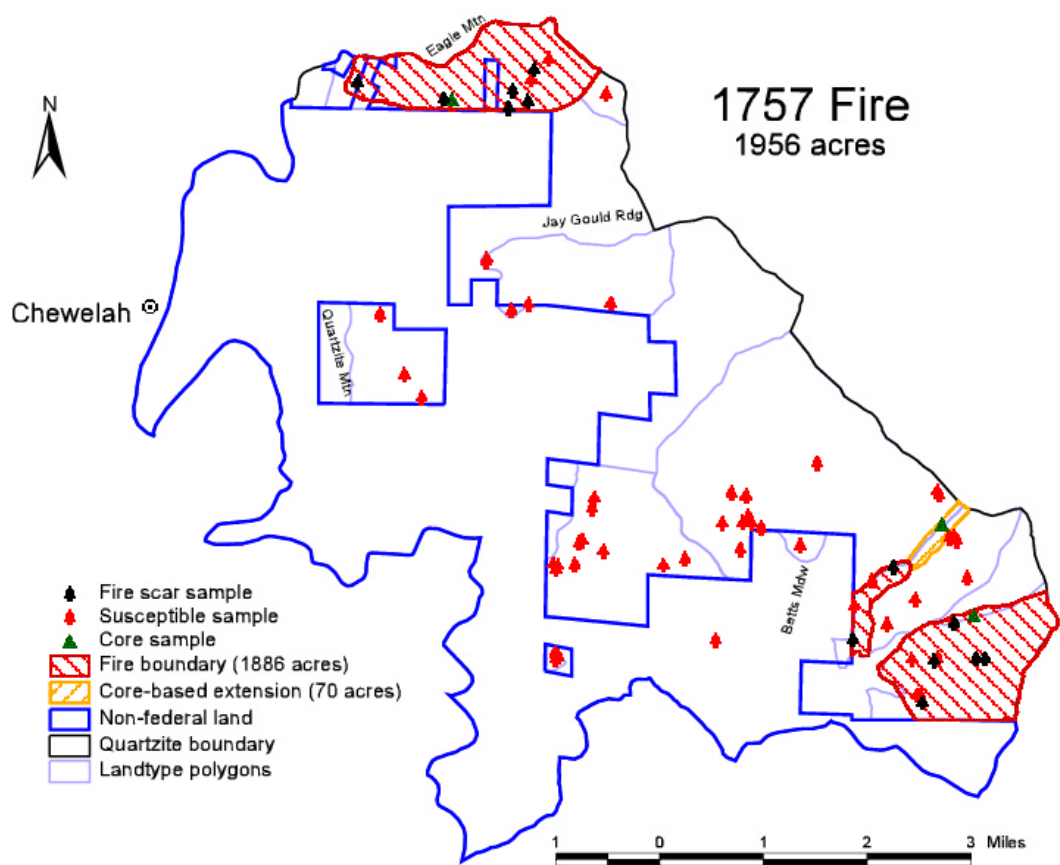 Eagle Mtn
1757 Fire
1956 acres
N
Jay Gould Rdg
Chewelah
Quartzite Mtn
Betts Mdw
Fire scar sample
Susceptible sample
Core sample
Fire boundary (1886 acres)
Core-based extension (70 acres)
Non-federal land
Quartzite boundary
Landtype polygons
1 0 1 2 3 Miles